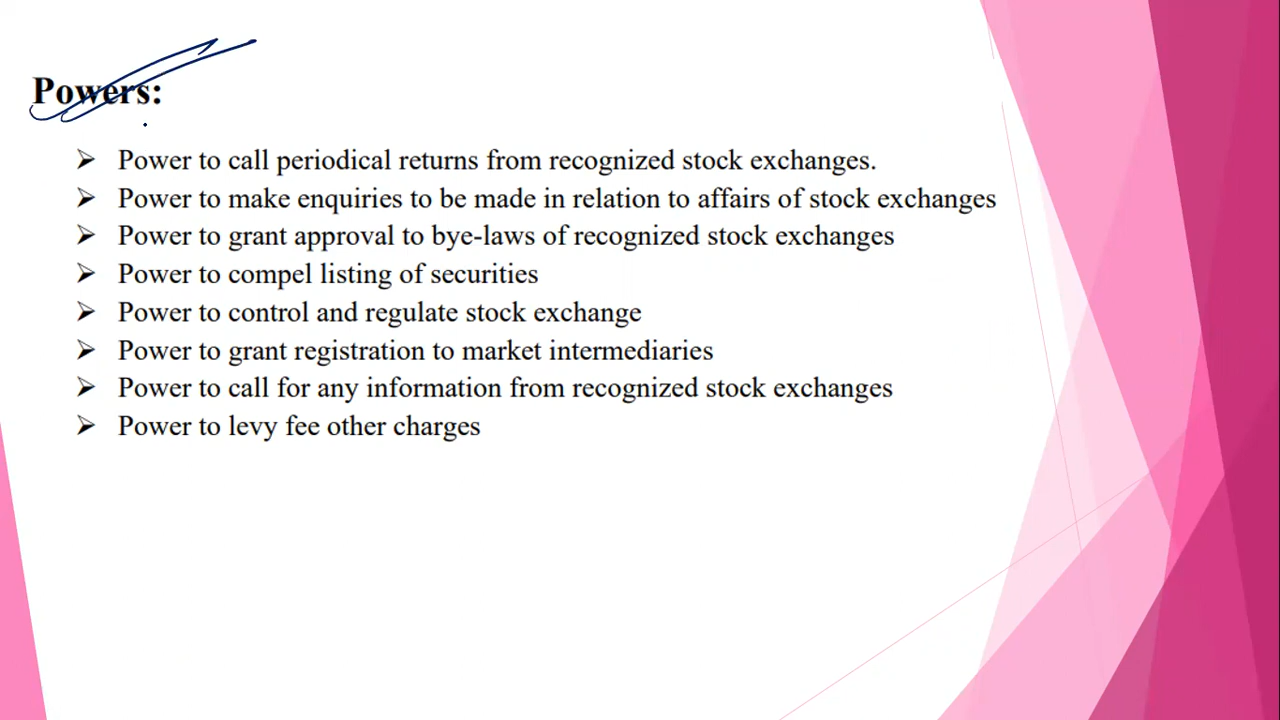 Powers:
➢ Power to call periodical returns from recognized stock exchanges.
➢ Power to make enquiries to be made in relation to affairs of stock exchanges
➢ Power to grant approval to bye-laws of recognized stock exchanges
➢ Power to compel listing of securities
➢ Power to control and regulate stock exchange
➢ Power to grant registration to market intermediaries
➢ Power to call for any information from recognized stock exchanges
➢ Power to levy fee other charges